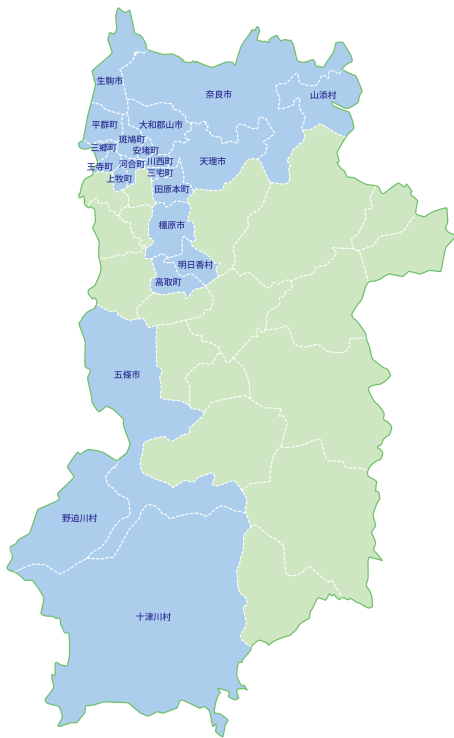 生駒市
奈良市
山添村
平群町
大和郡山市
斑鳩町
安堵町
三郷町
天理市
川西町
河合町
王寺町
三宅町
上牧町
田原本町
橿原市
明日香村
高取町
五條市
野迫川村
十津川村